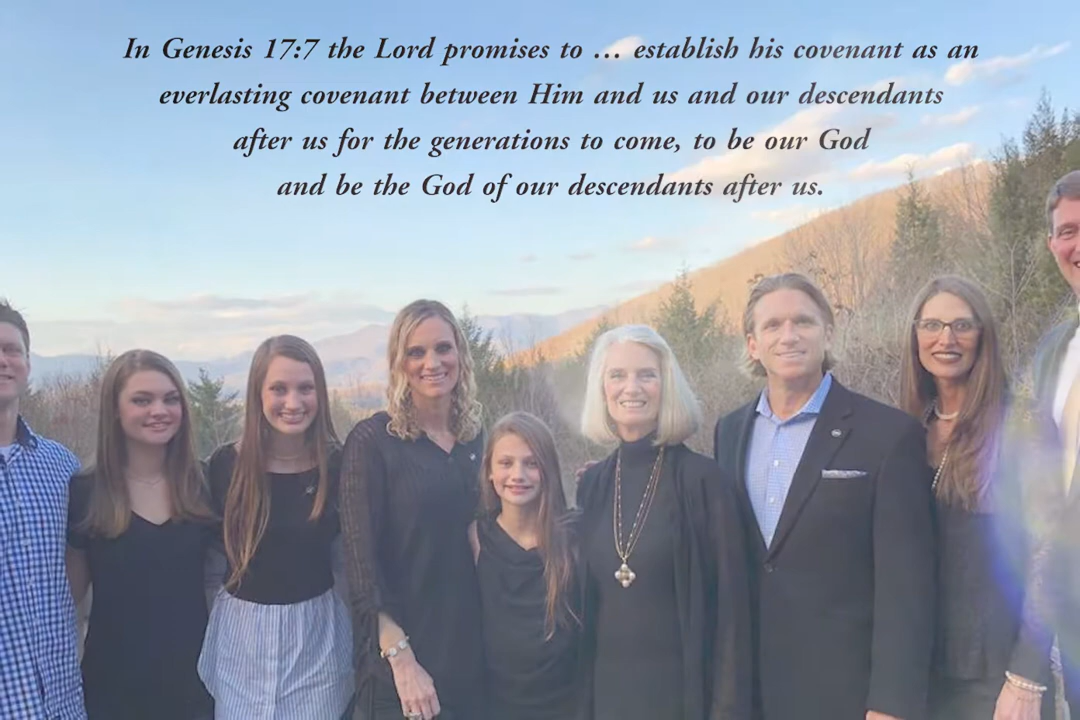 In Genesis 17:7 the Lord promises to … establish his covenant as an
everlasting covenant between Him and us and our descendants
after us for the generations to come, to be our God
and be the God of our descendants after us.